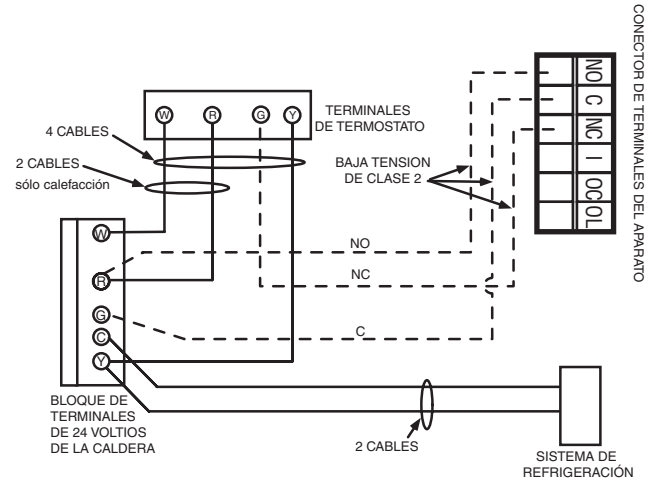 CONECTOR DE TERMINALES DEL APARATO
NO
C
NC
I
OC
OL
W
R
G
Y
TERMINALES
DE TERMOSTATO
4 CABLES
2 CABLES
sólo calefacción
BAJA TENSION
DE CLASE 2
W
R
G
C
Y
NO
NC
C
BLOQUE DE
TERMINALES
DE 24 VOLTIOS
DE LA CALDERA
2 CABLES
SISTEMA DE
REFRIGERACIÓN